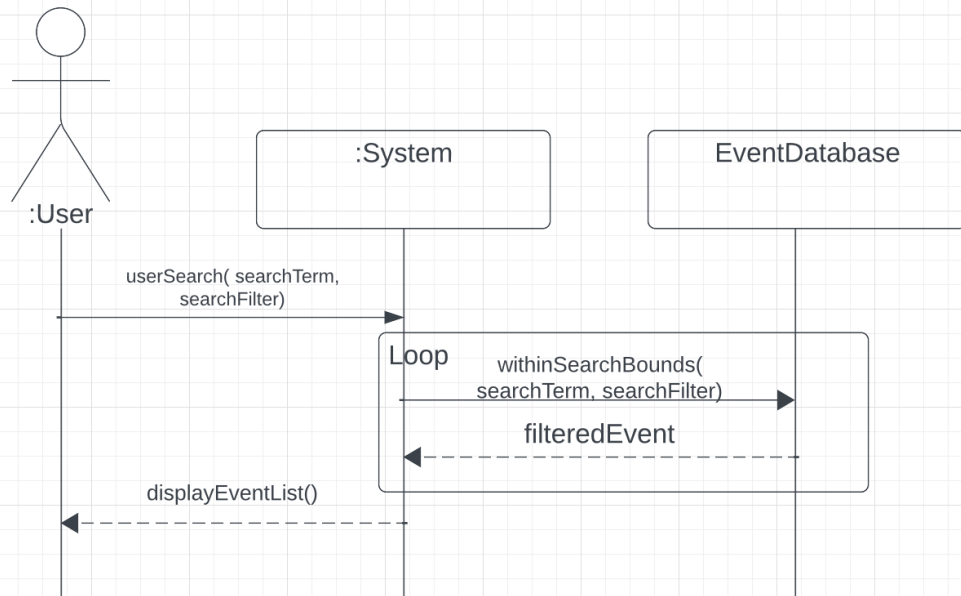 :System
EventDatabase
:User
userSearch( searchTerm,
searchFilter)
Loop
withinSearchBounds(
searchTerm, searchFilter)
filteredEvent
displayEventList()